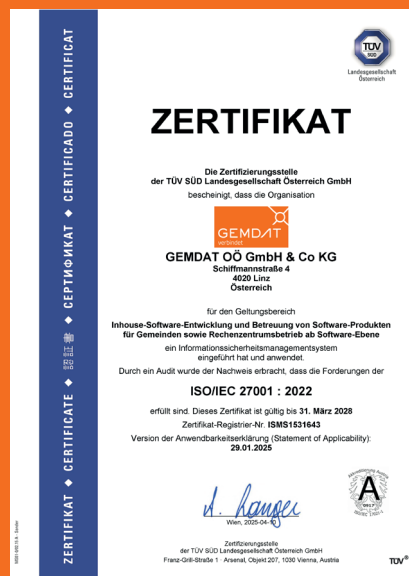 TÜV
SÜD
Landesgesellschaft
Österreich
ZERTIFIKAT
Die Zertifizierungsstelle
der TÜV SÜD Landesgesellschaft Österreich GmbH
bescheinigt, dass die Organisation
GEMDAT
verbindet
GEMDAT OÖ GmbH & Co KG
Schiffmannstraße 4
4020 Linz
Österreich
für den Geltungsbereich
Inhouse-Software-Entwicklung und Betreuung von Software-Produkten
für Gemeinden sowie Rechenzentrumsbetrieb ab Software-Ebene
ein Informationssicherheitsmanagementsystem
eingeführt hat und anwendet.
Durch ein Audit wurde der Nachweis erbracht, dass die Forderungen der
ISO/IEC 27001 : 2022
erfüllt sind. Dieses Zertifikat ist gültig bis 31. März 2028
Zertifikat-Registrier-Nr. ISMS1531643
Version der Anwendbarkeitserklärung (Statement of Applicability):
29.01.2025
Wien, 2025-04-10
Zertifizierungsstelle
der TÜV SÜD Landesgesellschaft Österreich GmbH
Franz-Grill-Straße 1 · Arsenal, Objekt 207, 1030 Vienna, Austria
A
TÜV®
ZERTIFIKAT ◆ CERTIFICATE ◆ 認証證書 ◆ СЕРТИФИКАТ ◆ CERTIFICADO ◆ CERTIFICAT